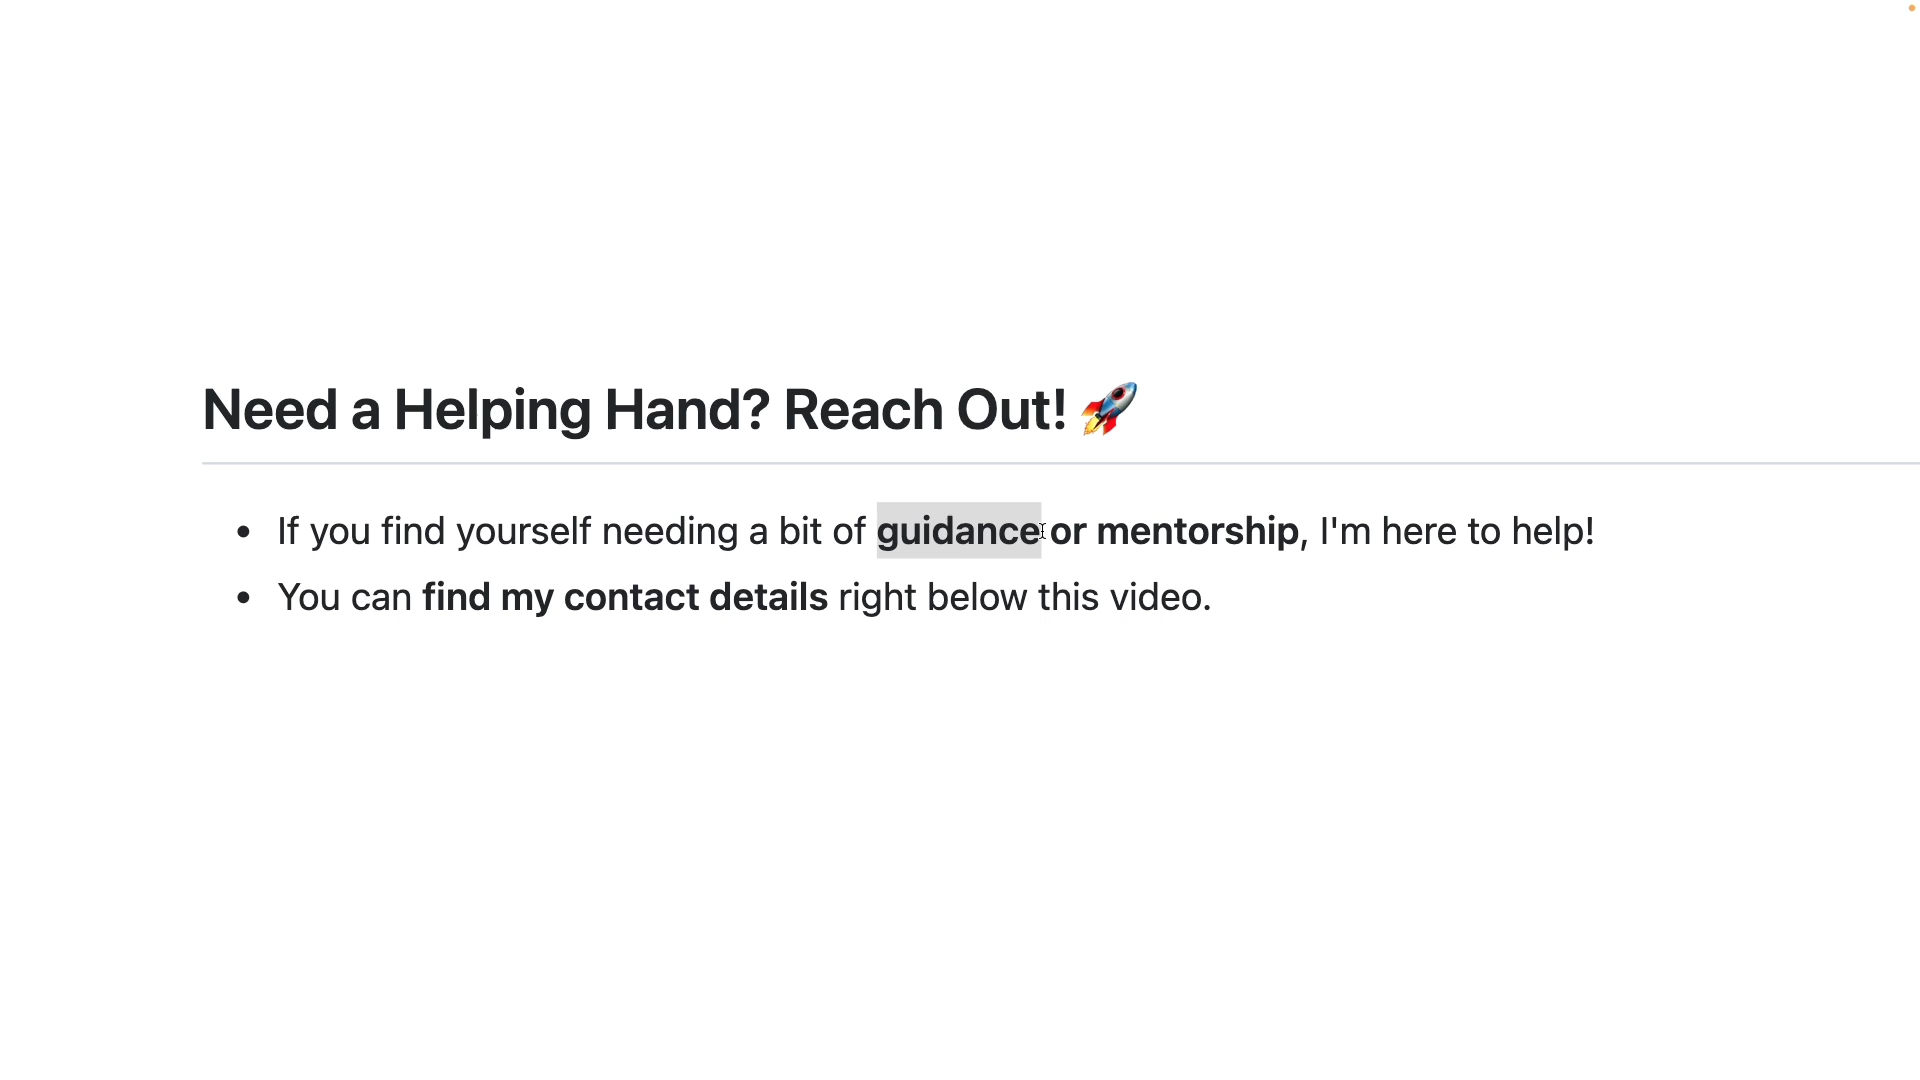 Need a Helping Hand? Reach Out! 🚀
• If you find yourself needing a bit of guidance or mentorship, I'm here to help!
• You can find my contact details right below this video.